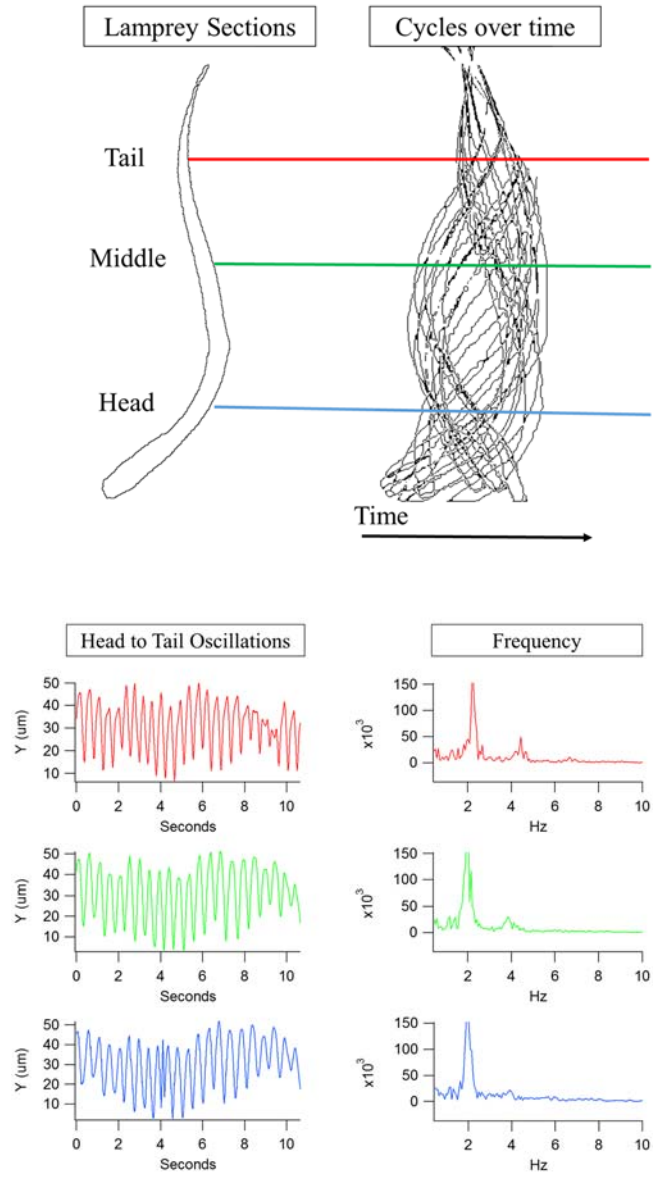 Lamprey Sections
Cycles over time
Tail
Middle
Head
Time
Head to Tail Oscillations
Frequency
Y (um)
50
40
30
20
10
0 2 4 6 8 10
Seconds
x10³
150
100
50
0
2 4 6 8 10
Hz
Y (um)
50
40
30
20
10
0 2 4 6 8 10
Seconds
x10³
150
100
50
0
2 4 6 8 10
Hz
Y (um)
50
40
30
20
10
0 2 4 6 8 10
Seconds
x10³
150
100
50
0
2 4 6 8 10
Hz